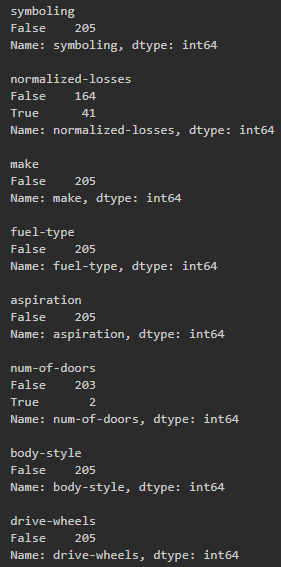 symboling
False    205
Name: symboling, dtype: int64

normalized-losses
False    164
True      41
Name: normalized-losses, dtype: int64

make
False    205
Name: make, dtype: int64

fuel-type
False    205
Name: fuel-type, dtype: int64

aspiration
False    205
Name: aspiration, dtype: int64

num-of-doors
False    203
True       2
Name: num-of-doors, dtype: int64

body-style
False    205
Name: body-style, dtype: int64

drive-wheels
False    205
Name: drive-wheels, dtype: int64